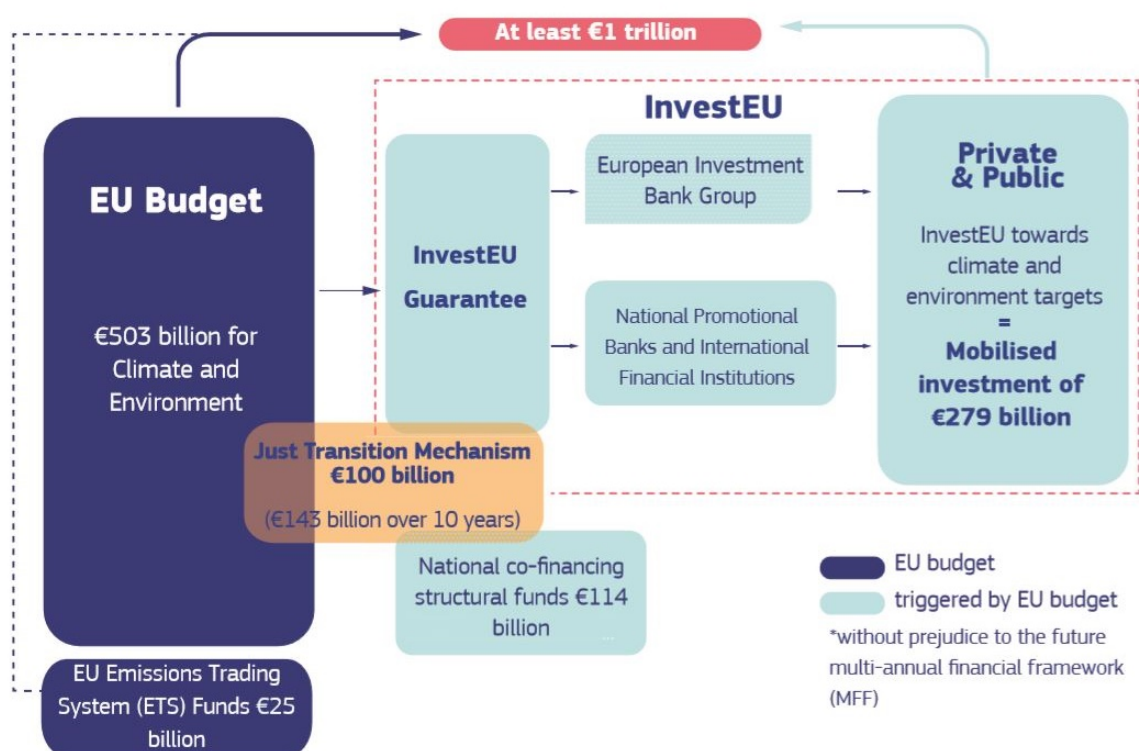 At least €1 trillion
EU Budget
€503 billion for
Climate and
Environment
InvestEU
InvestEU
Guarantee
European Investment
Bank Group
National Promotional
Banks and International
Financial Institutions
Private
& Public
InvestEU towards
climate and
environment targets
=
Mobilised
investment of
€279 billion
Just Transition Mechanism
€100 billion
(€143 billion over 10 years)
National co-financing
structural funds €114
billion
...
EU Emissions Trading
System (ETS) Funds €25
billion
EU budget
triggered by EU budget
*without prejudice to the future
multi-annual financial framework
(MFF)